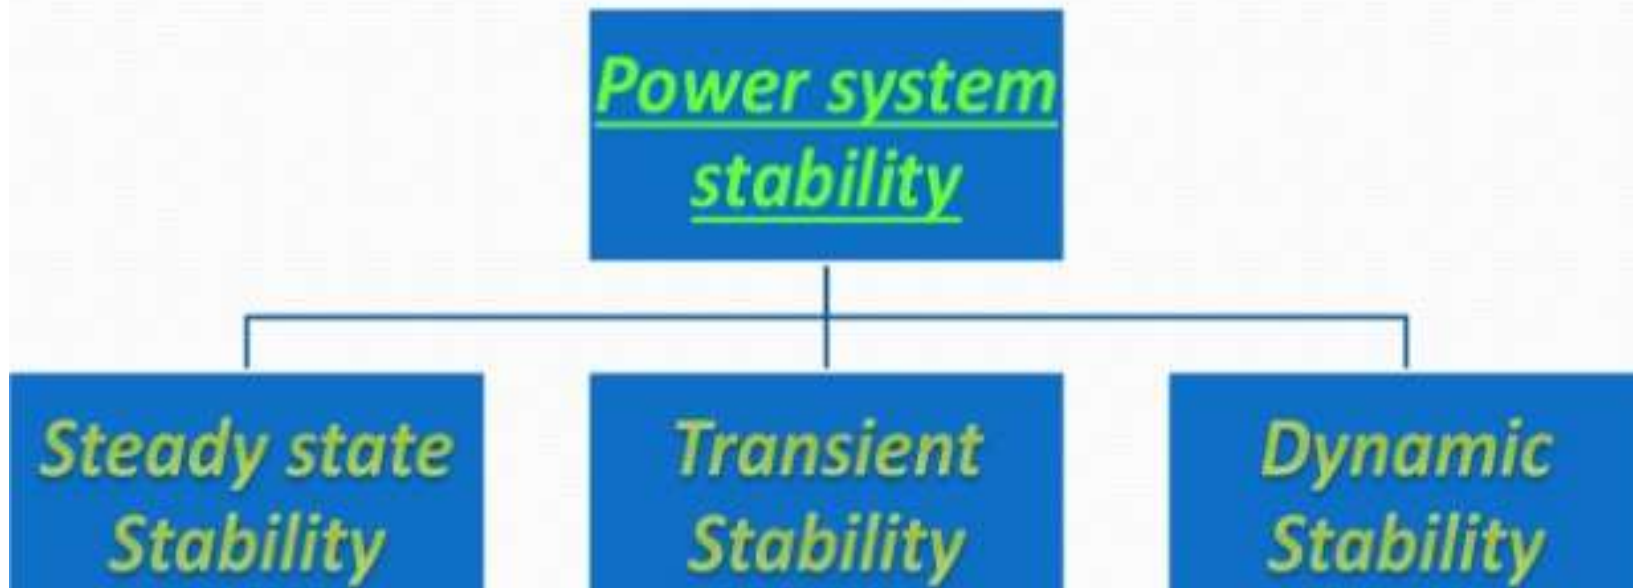 Power system
stability
Steady state
Stability
Transient
Stability
Dynamic
Stability